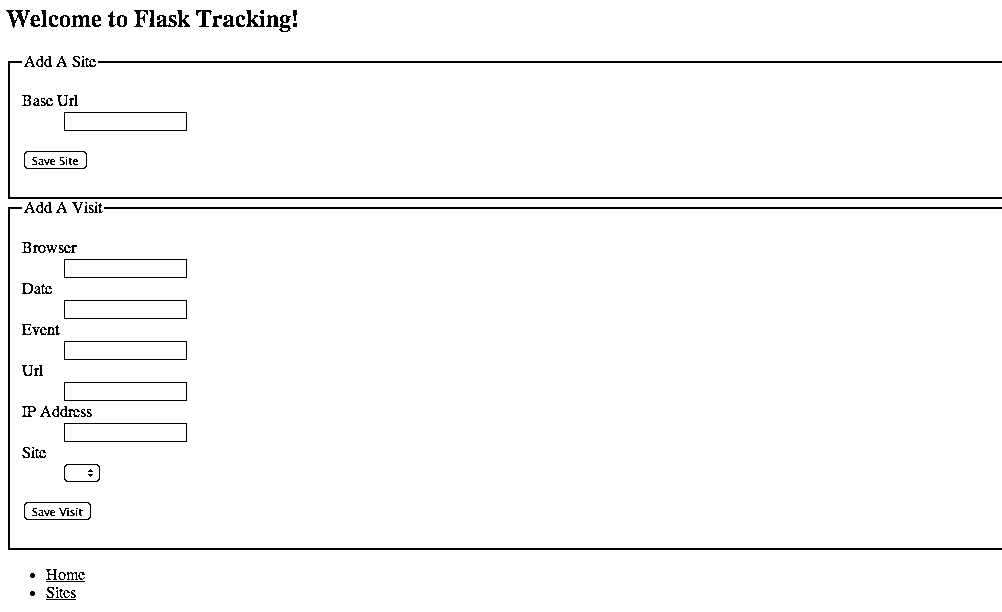 Welcome to Flask Tracking!
Add A Site
Base Url
Save Site
Add A Visit
Browser
Date
Event
Url
IP Address
Site
Save Visit
Home
Sites